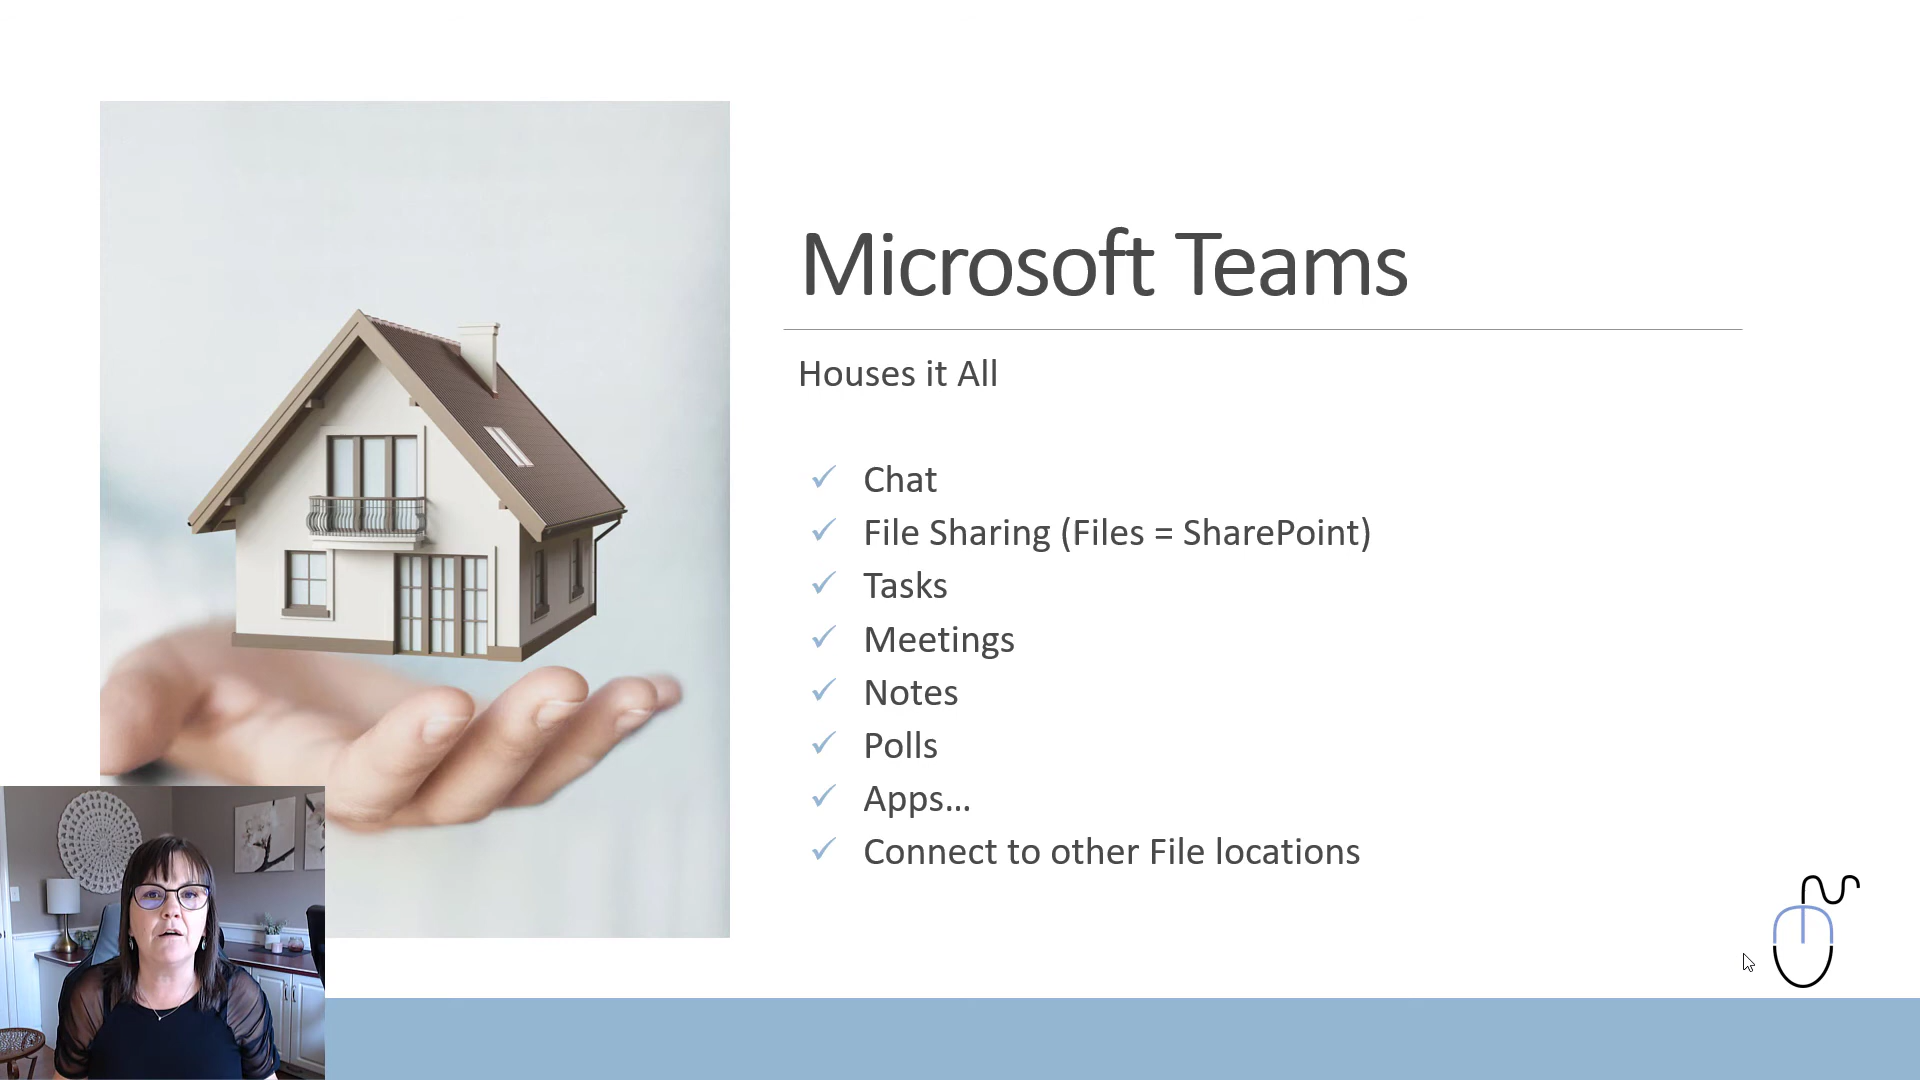 Microsoft Teams
Houses it All
Chat
File Sharing (Files = SharePoint)
Tasks
Meetings
Notes
Polls
Apps...
Connect to other File locations